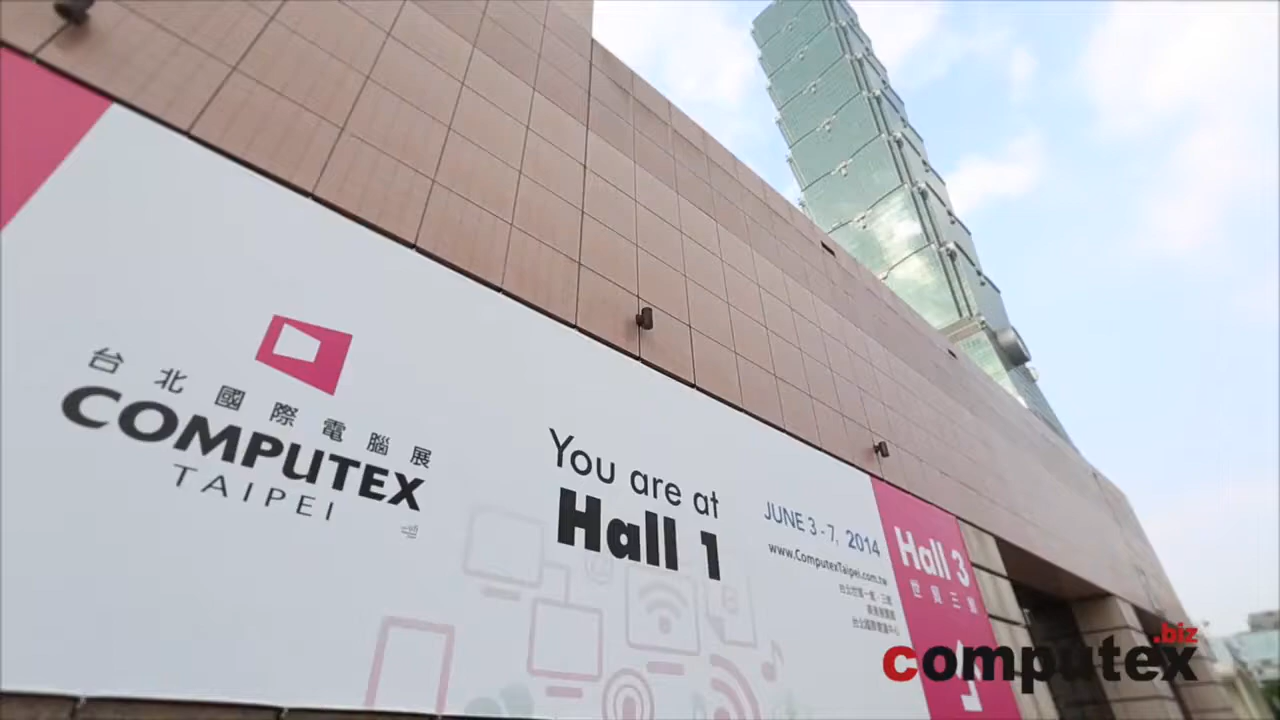 台北國際電腦展
COMPUTEX
TAIPEI
You are at
Hall 1
JUNE 3 - 7, 2014
www.ComputexTaipei.com.tw
Hall 3
世貿三館
computex.biz